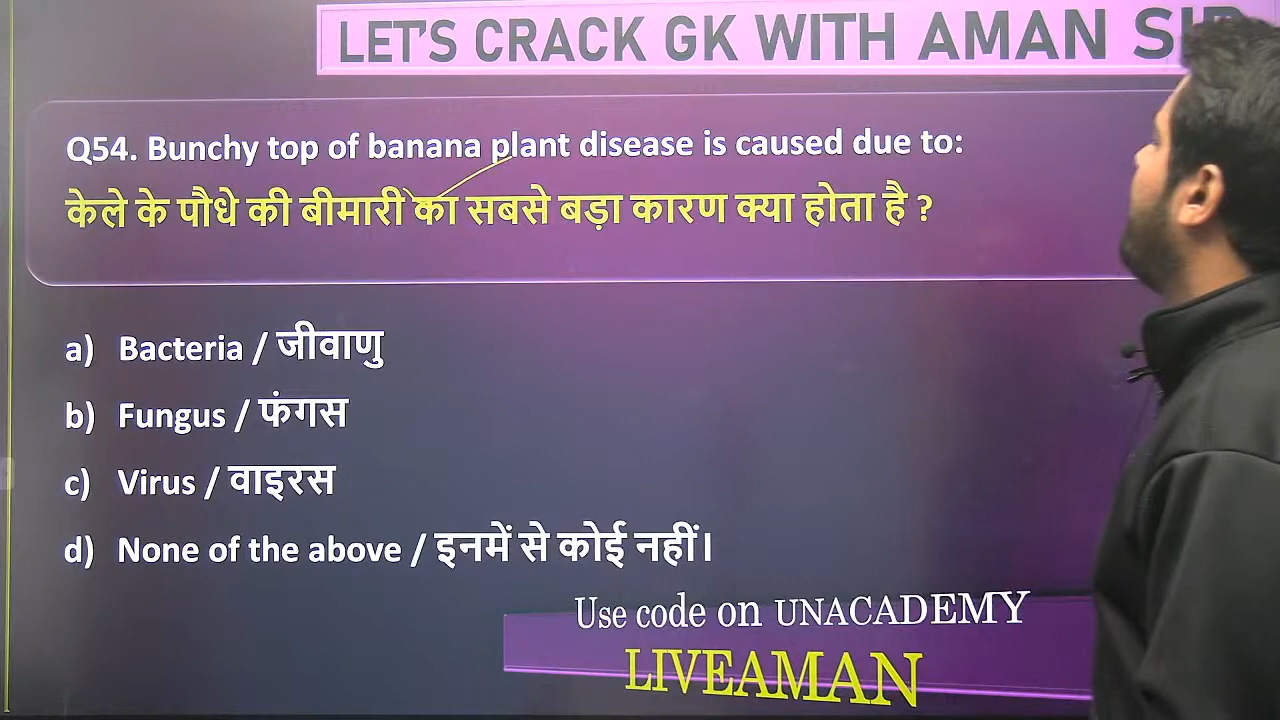 LET'S CRACK GK WITH AMAN SIR
Q54. Bunchy top of banana plant disease is caused due to:
केले के पौधे की बीमारी का सबसे बड़ा कारण क्या होता है ?
a) Bacteria / जीवाणु
b) Fungus / फंगस
c) Virus / वाइरस
d) None of the above / इनमें से कोई नहीं।
Use code on UNACADEMY
LIVEAMAN